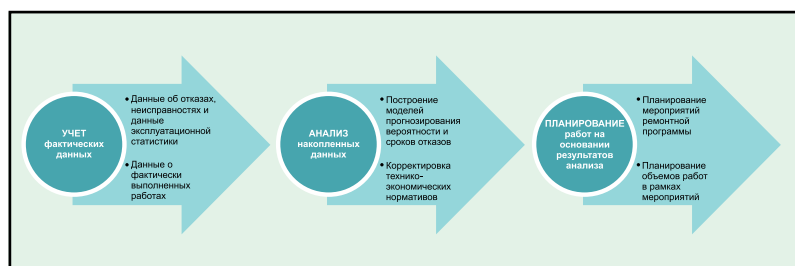 УЧЕТ
фактических
данных
• Данные об отказах,
неисправностях и
данные
эксплуатационной
статистики
• Данные о
фактически
выполненных
работах
АНАЛИЗ
накопленных
данных
• Построение
моделей
прогнозирования
вероятности и
сроков отказов
• Корректировка
технико-
экономических
нормативов
ПЛАНИРОВАНИЕ
работ на
основании
результатов
анализа
• Планирование
мероприятий
ремонтной
программы
• Планирование
объемов работ
в рамках
мероприятий